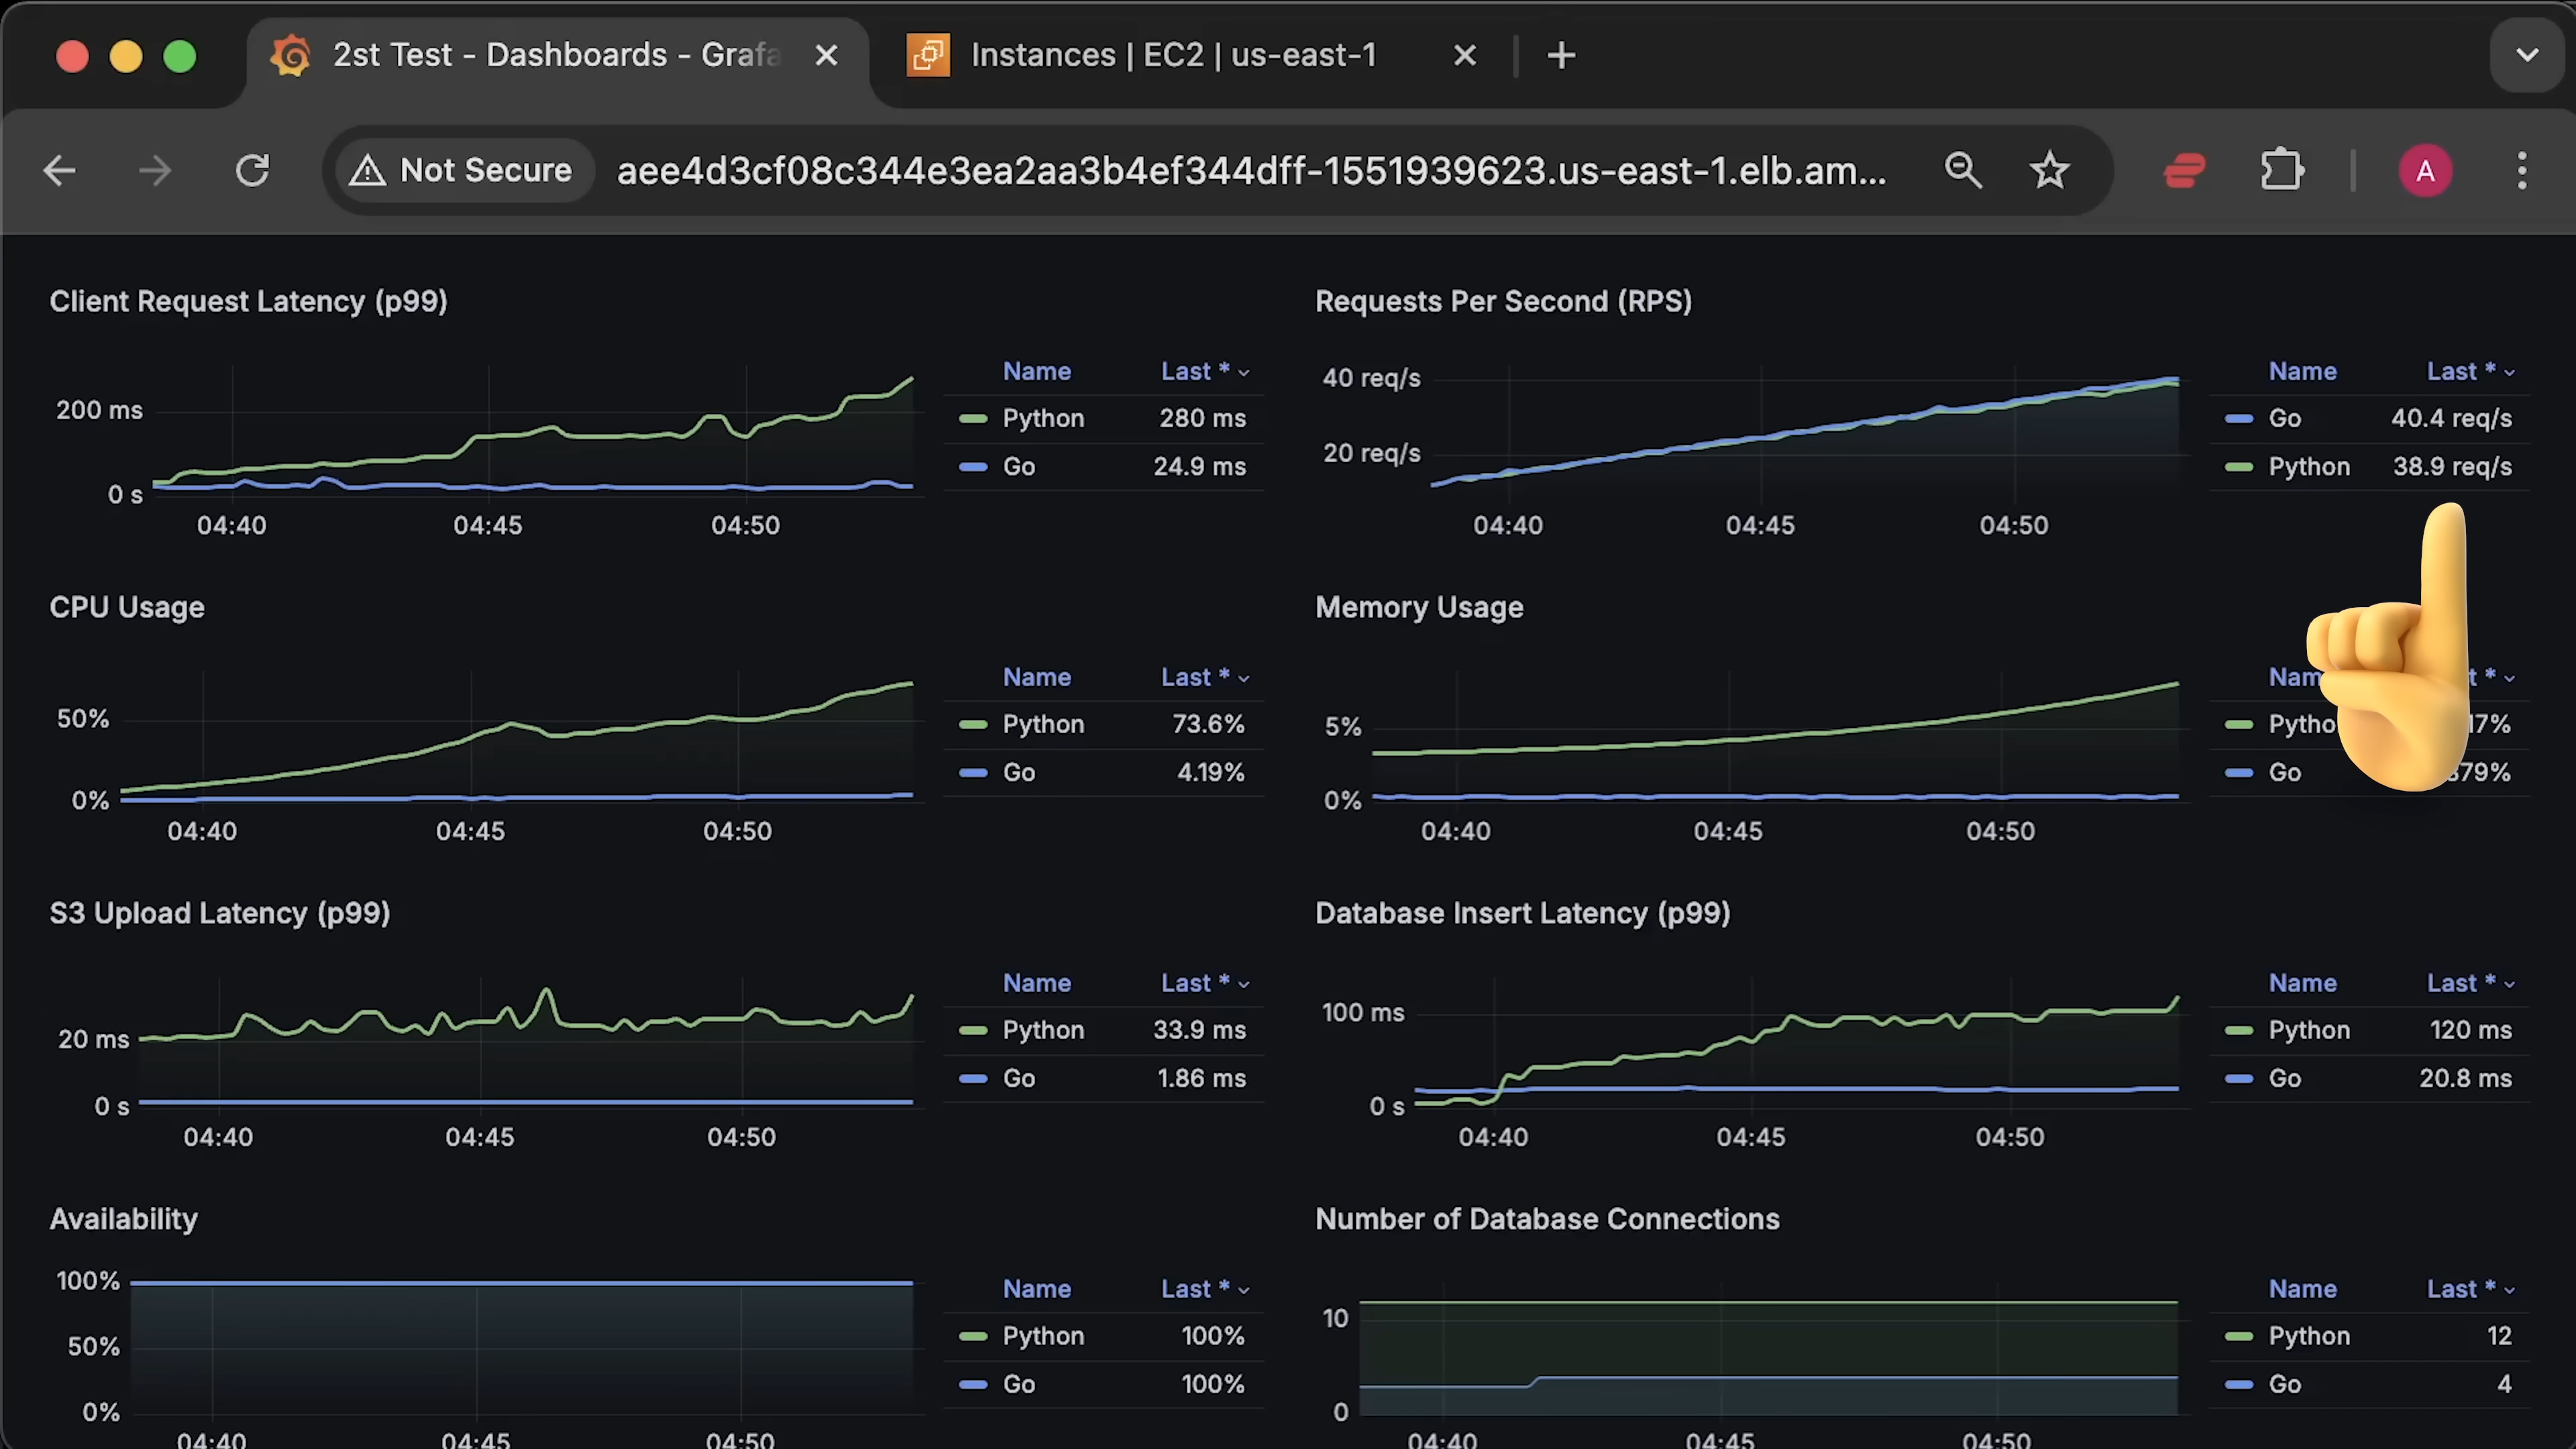 2st Test - Dashboards - Grafa
Instances | EC2 | us-east-1
Not Secure
aee4d3cf08c344e3ea2aa3b4ef344dff-1551939623.us-east-1.elb.am...
A
Client Request Latency (p99)
200 ms
0 s
04:40 04:45 04:50
Name Last *
Python 280 ms
Go 24.9 ms
Requests Per Second (RPS)
40 req/s
20 req/s
04:40 04:45 04:50
Name Last *
Go 40.4 req/s
Python 38.9 req/s
CPU Usage
50%
0%
04:40 04:45 04:50
Name Last *
Python 73.6%
Go 4.19%
Memory Usage
5%
0%
04:40 04:45 04:50
Go
S3 Upload Latency (p99)
20 ms
0 s
04:40 04:45 04:50
Name Last *
Python 33.9 ms
Go 1.86 ms
Database Insert Latency (p99)
100 ms
0 s
04:40 04:45 04:50
Name Last *
Python 120 ms
Go 20.8 ms
Availability
100%
50%
0%
04:40 04:45 04:50
Name Last *
Python 100%
Go 100%
Number of Database Connections
10
0
04:40 04:45 04:50
Name Last *
Python 12
Go 4